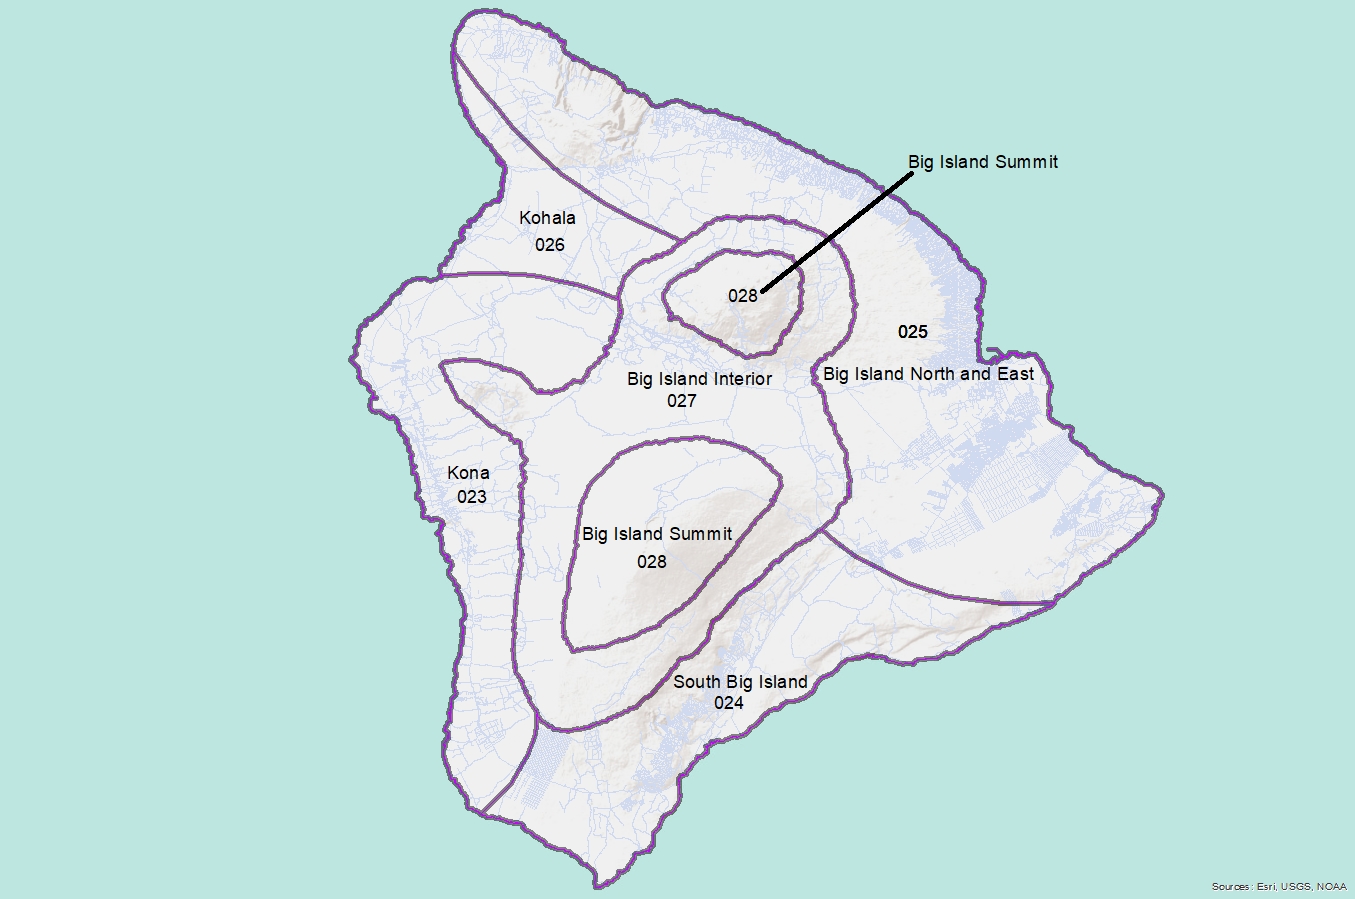 Big Island Summit
Kohala
026
028
025
Big Island North and East
Big Island Interior
027
Kona
023
Big Island Summit
028
South Big Island
024
Sources: Esri, USGS, NOAA